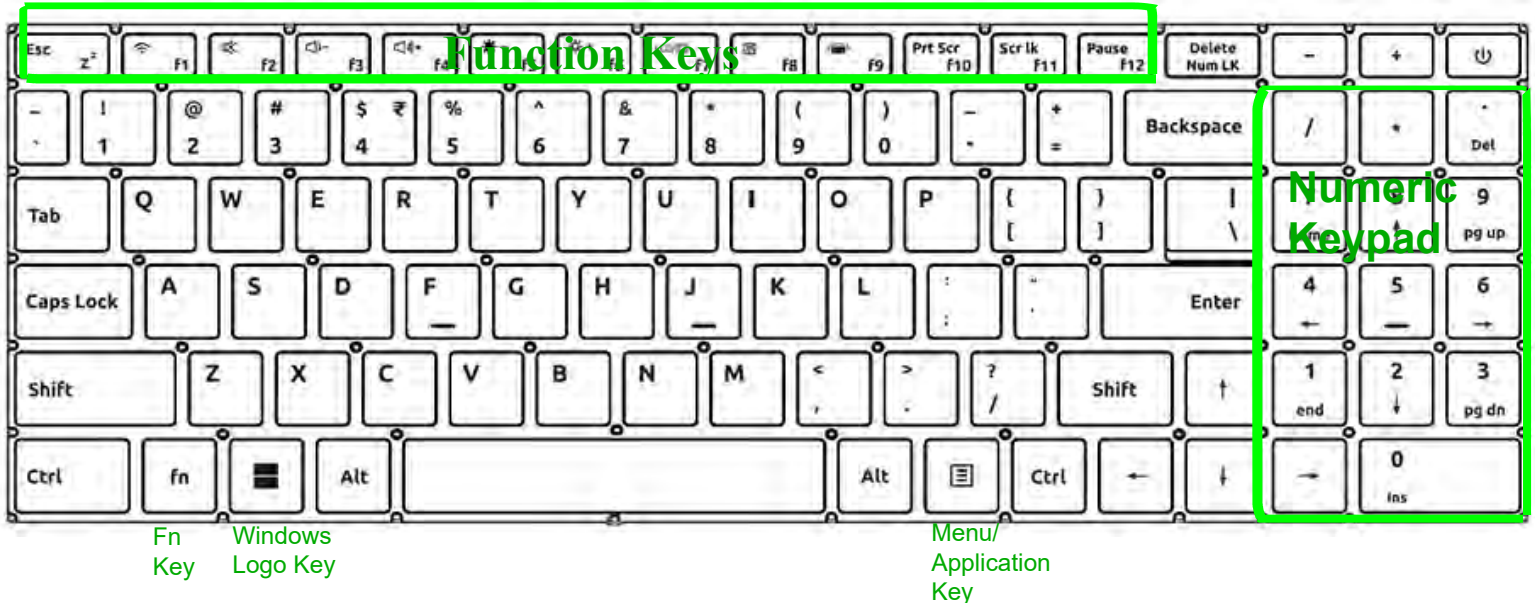 Function Keys
Esc z² F1 F2 F3 F4 F8 F9 Prt Scr F10 Scr lk F11 Pause F12 Delete Num LK - + 
! 1 @ 2 # 3 $ ₹ 4 % 5 ^ 6 & 7 * 8 ( 9 ) 0 - + = Backspace / * . Del
Tab Q W E R T Y U I O P { [ } ] | \ 9 pg up
Numeric
Keypad
Caps Lock A S D F G H J K L : ; Enter 4 ← 5 6 →
Shift Z X C V B N M < , > . ? / Shift ↑ 1 end 2 ↓ 3 pg dn
Ctrl fn Alt Alt Ctrl ← ↓ → 0 Ins
Fn
Key
Windows
Logo Key
Menu/
Application
Key